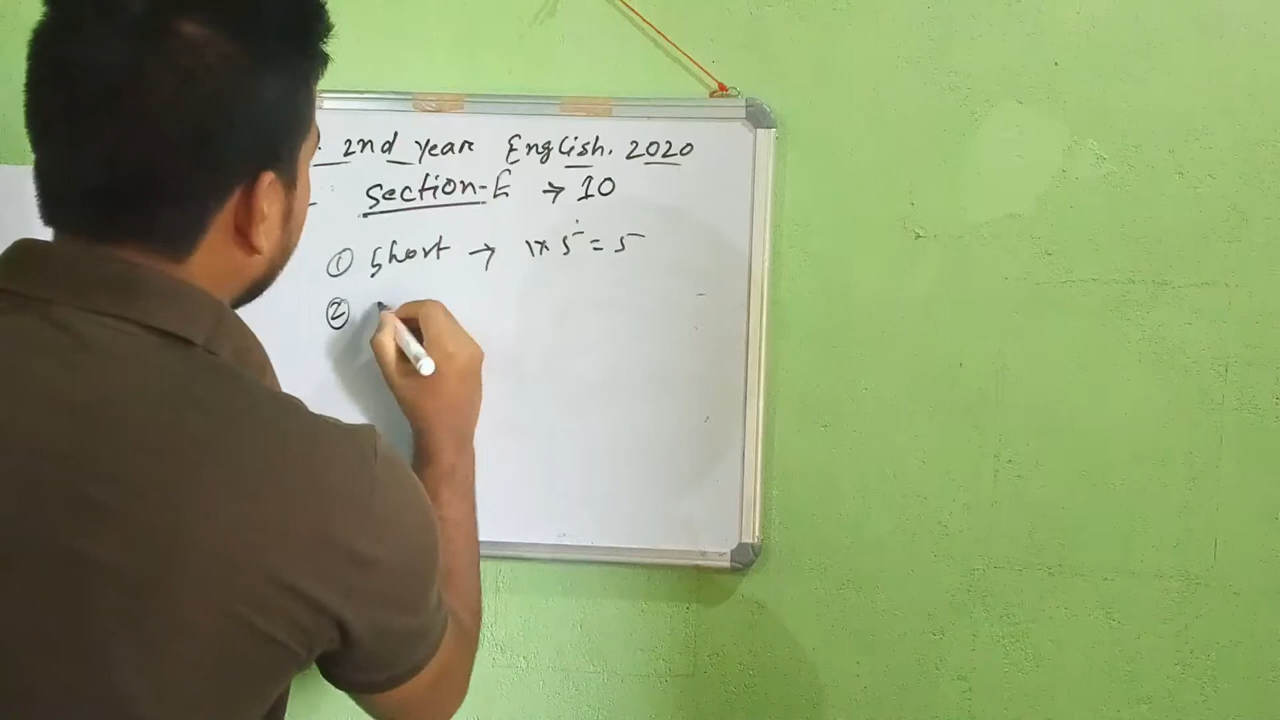 2nd year English. 2020
Section-E → 10
① Short → 1x5=5
②